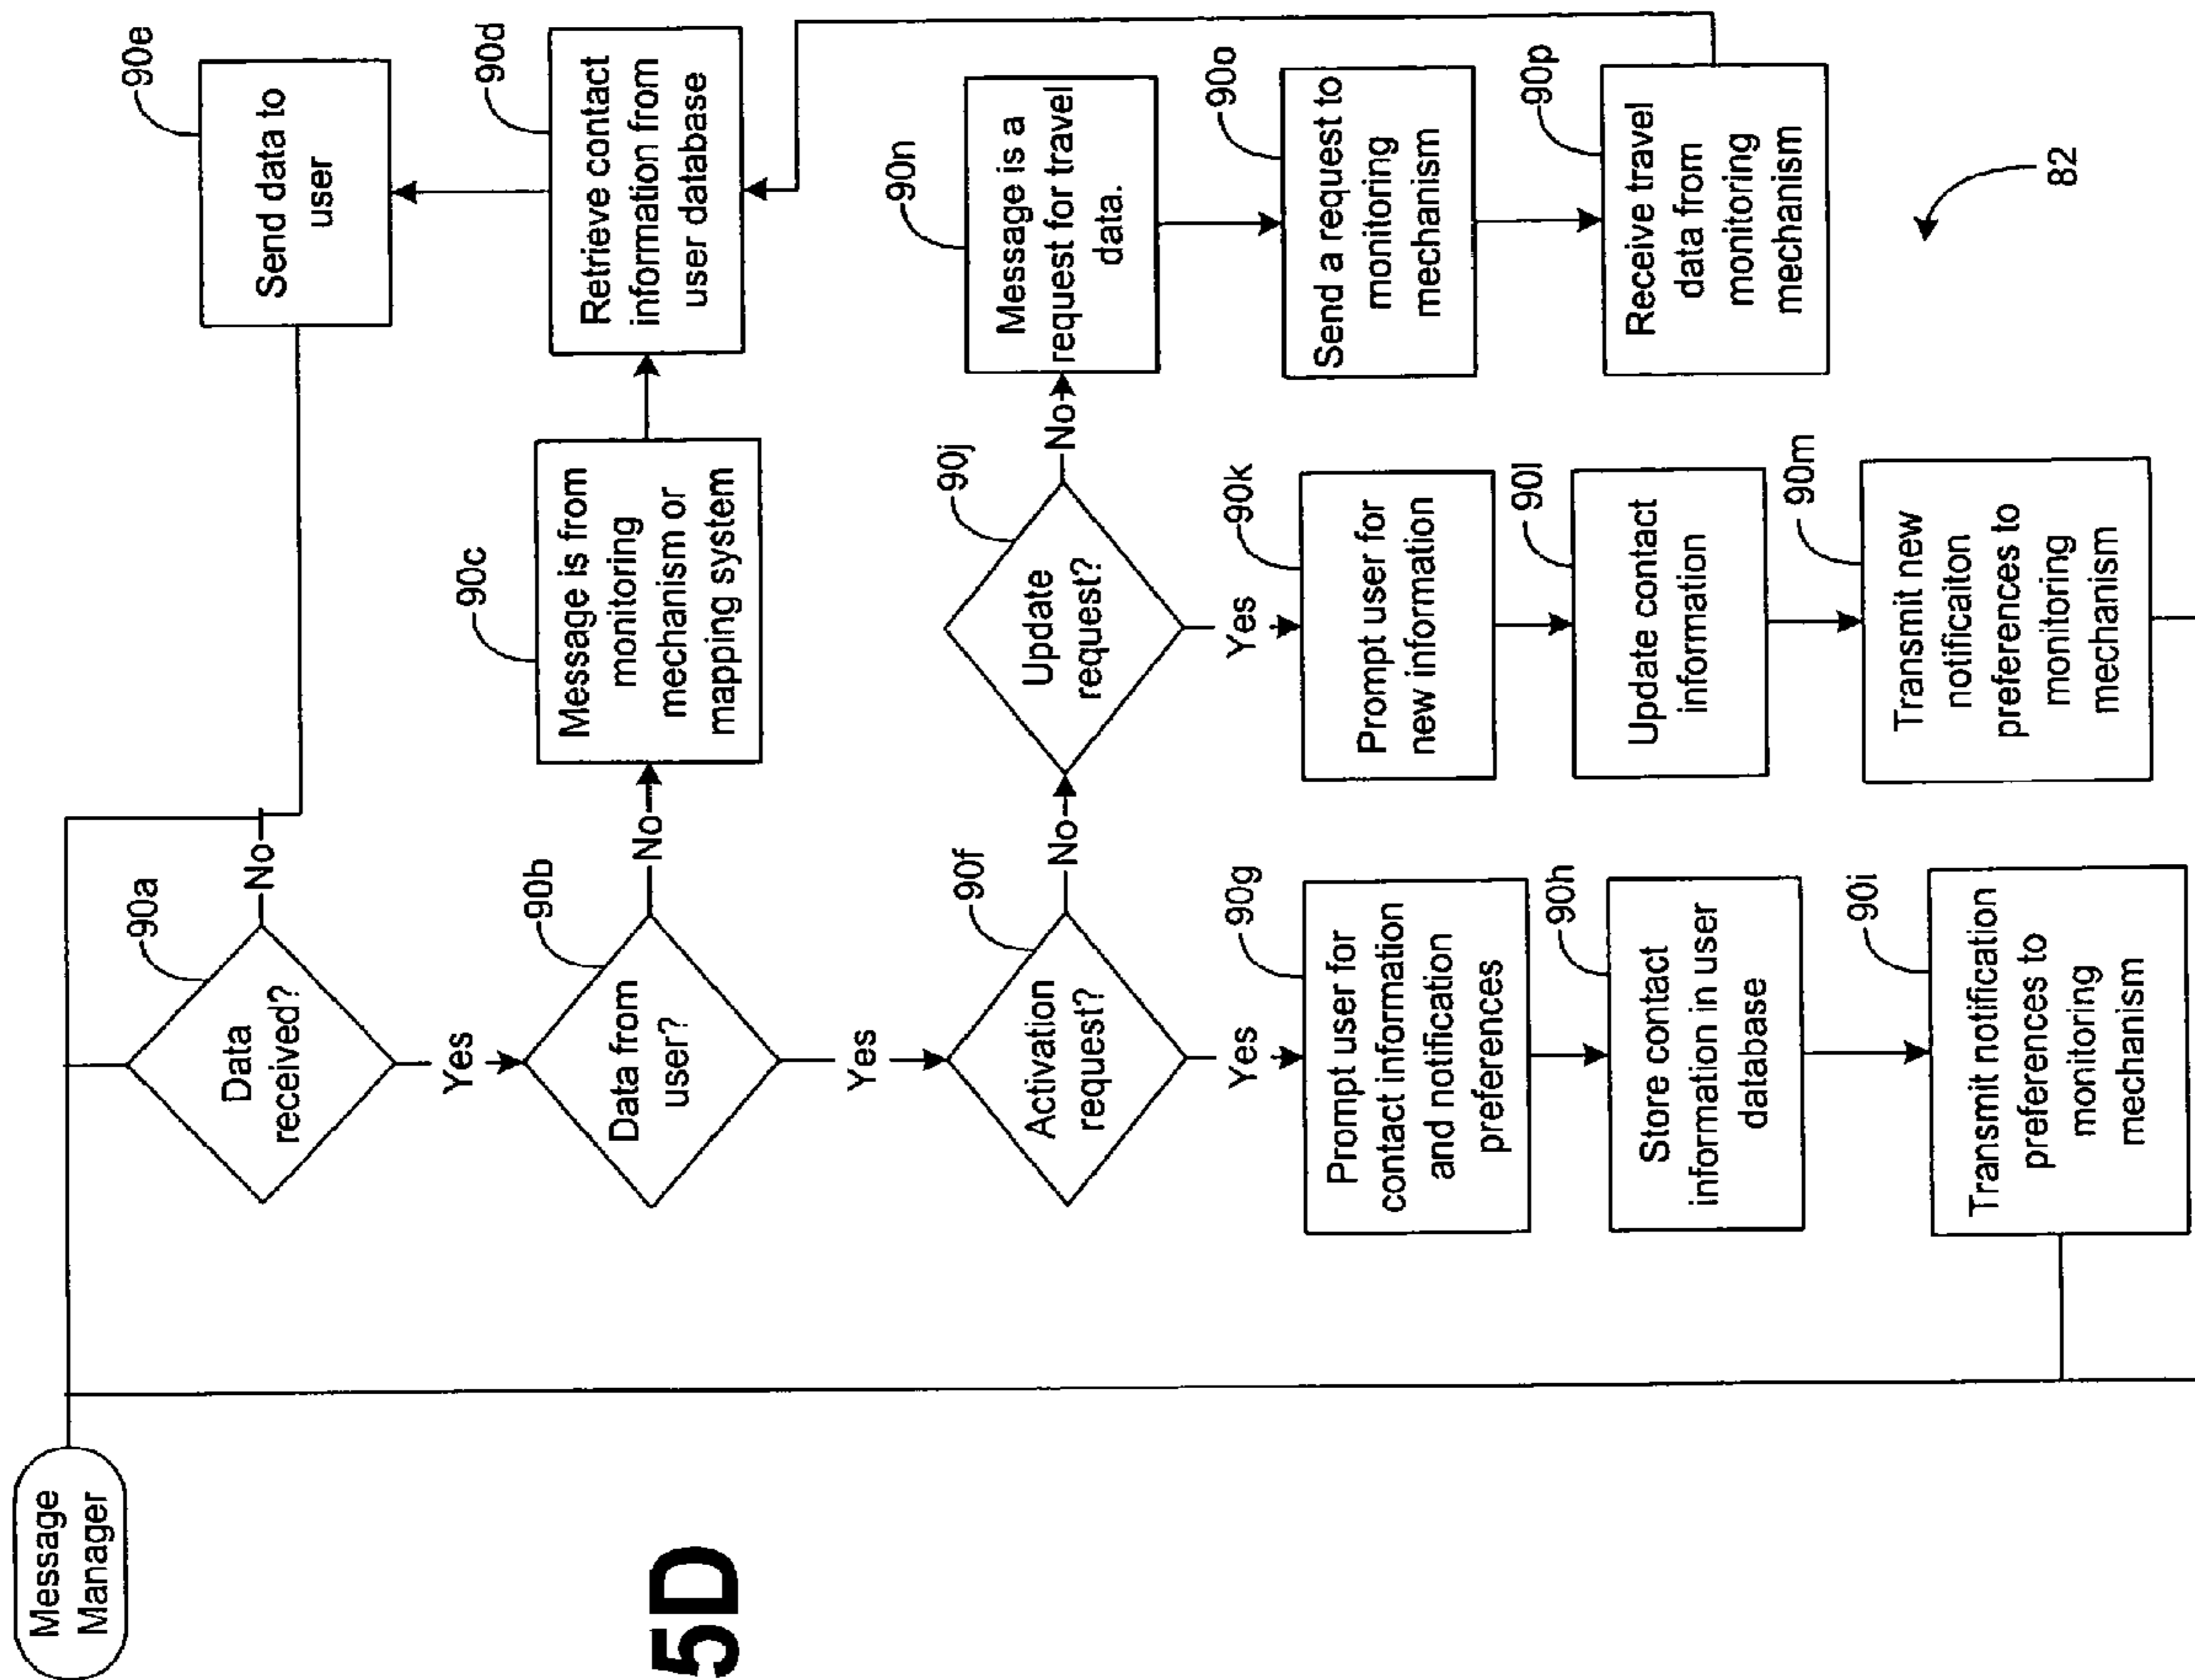 Message
Manager
5D
90a
Data
received?
No
Yes
90b
Data from
user?
No
Yes
90c
Message is from
monitoring
mechanism or
mapping system
90d
Retrieve contact
information from
user database
90e
Send data to
user
90f
Activation
request?
No
Yes
90g
Prompt user for
contact information
and notification
preferences
90h
Store contact
information in user
database
90i
Transmit notification
preferences to
monitoring
mechanism
90j
Update
request?
No
Yes
90k
Prompt user for
new information
90l
Update contact
information
90m
Transmit new
notificaiton
preferences to
monitoring
mechanism
90n
Message is a
request for travel
data.
90o
Send a request to
monitoring
mechanism
90p
Receive travel
data from
monitoring
mechanism
82